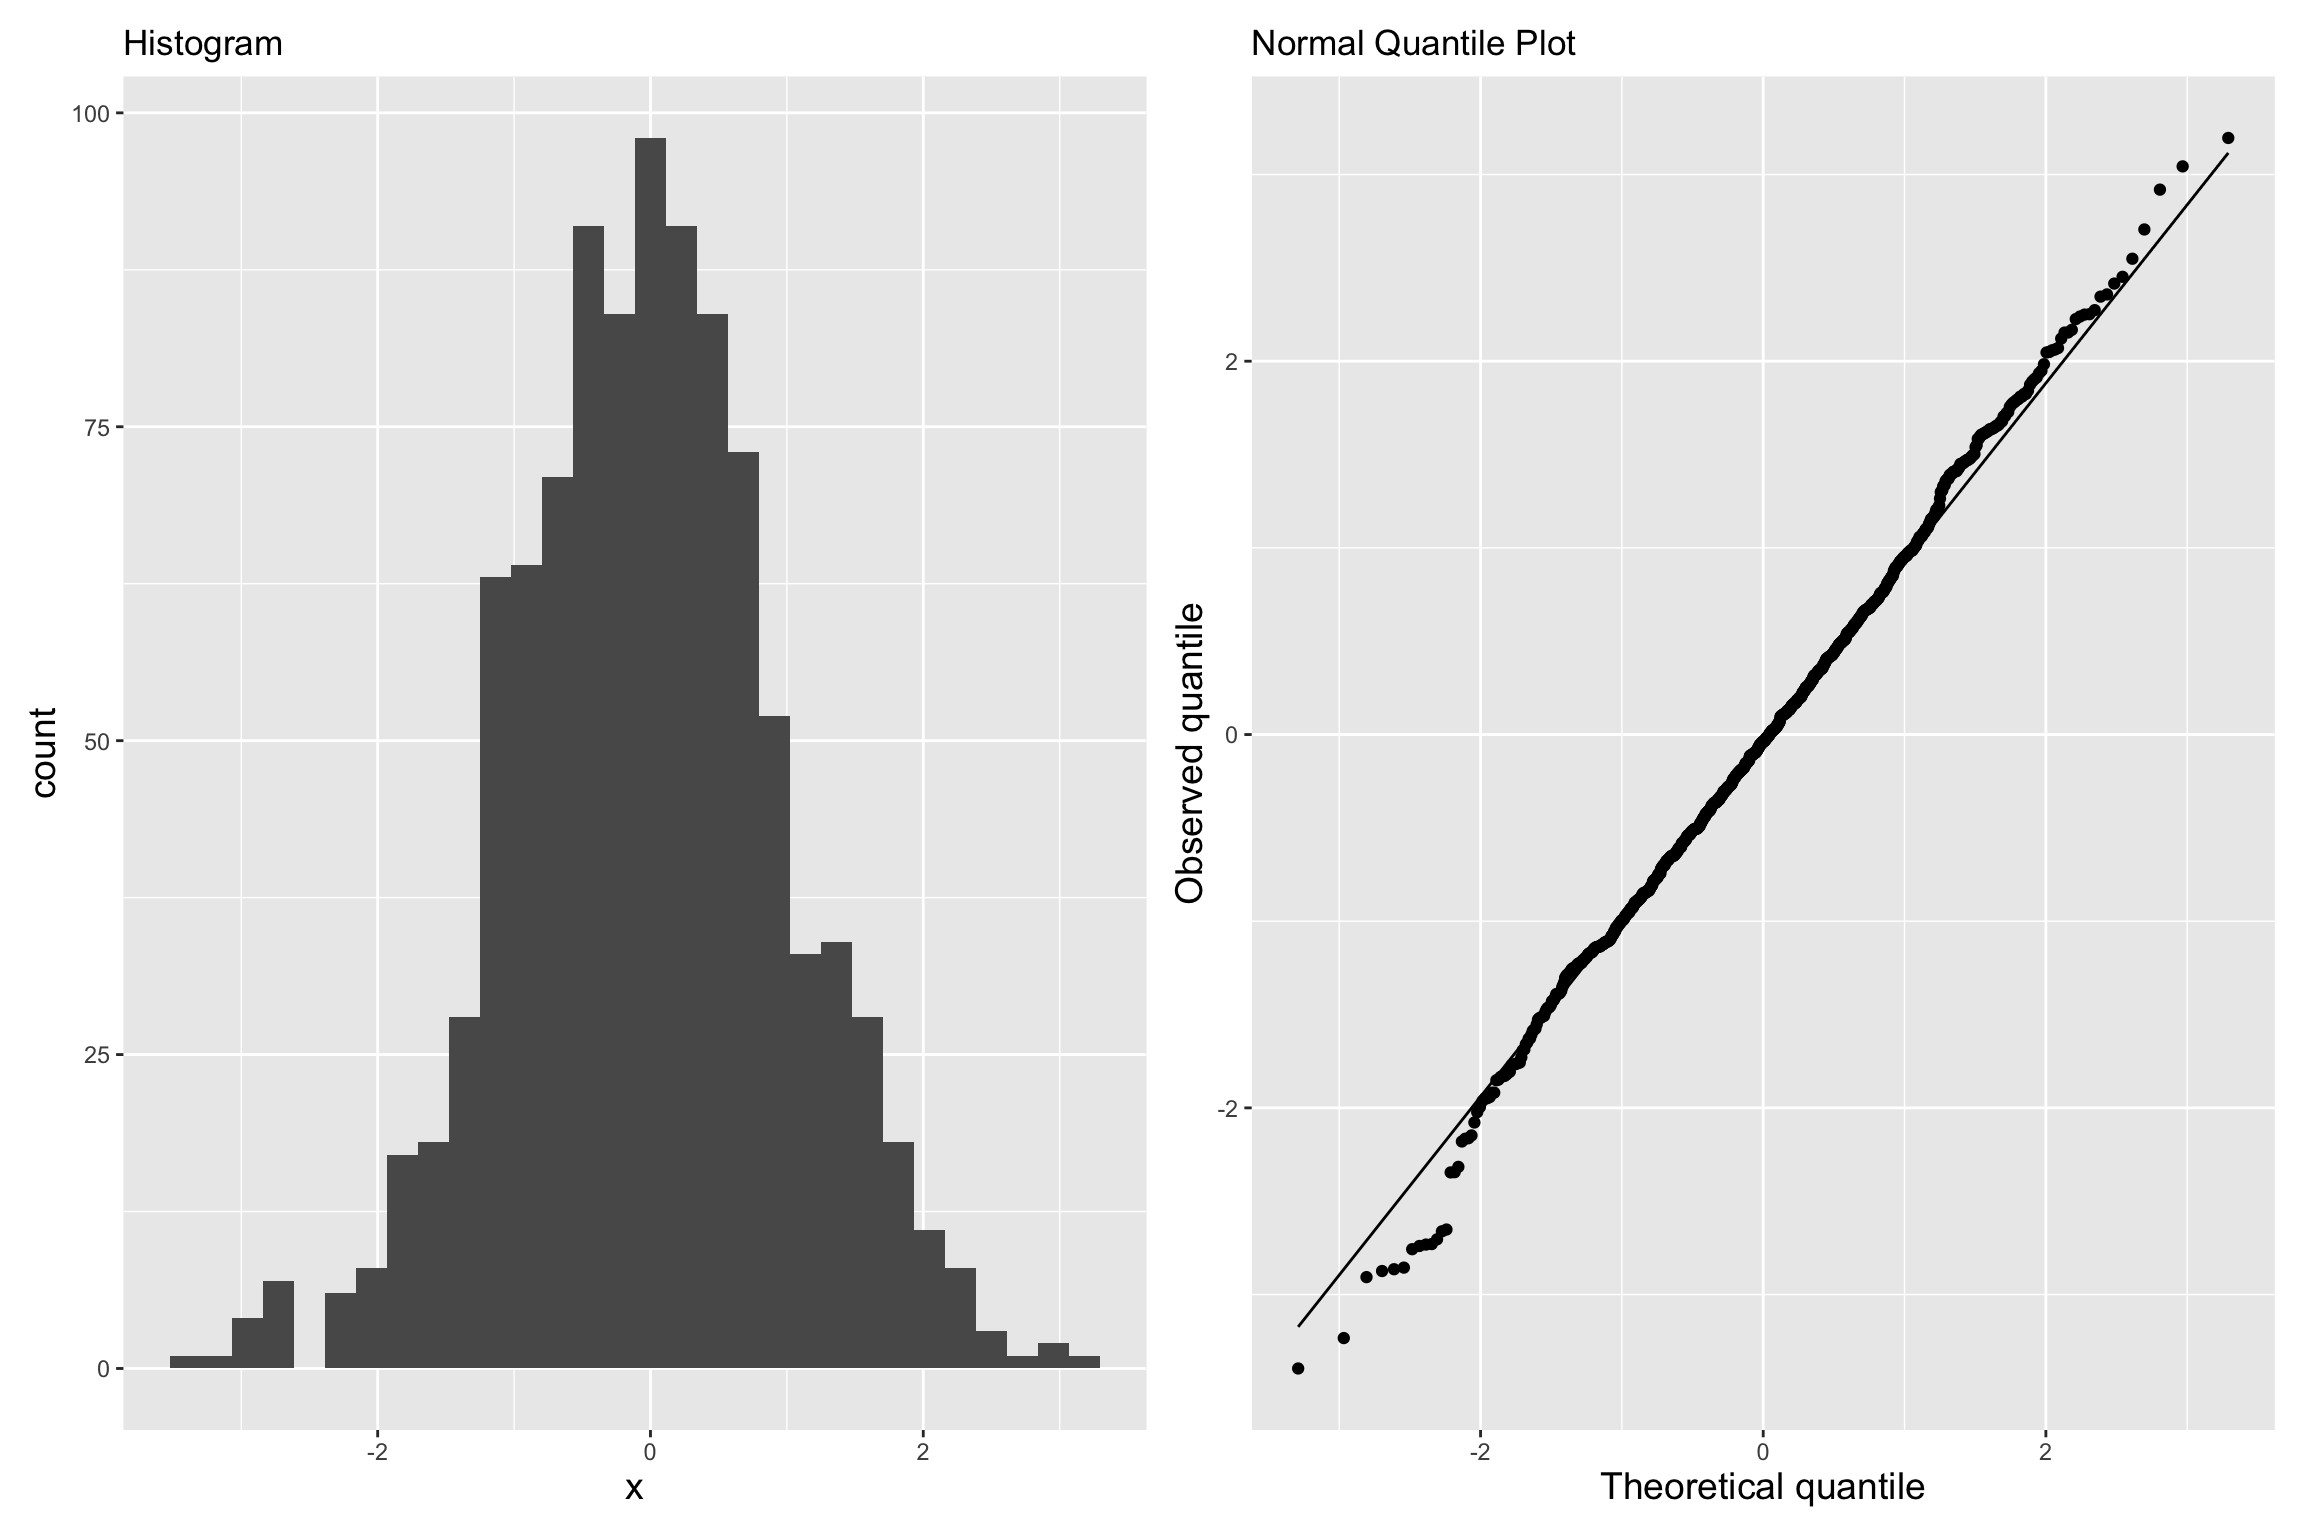 Histogram
100
75
50
25
0
count
-2
0
2
x
Normal Quantile Plot
2
0
-2
Observed quantile
-2
0
2
Theoretical quantile